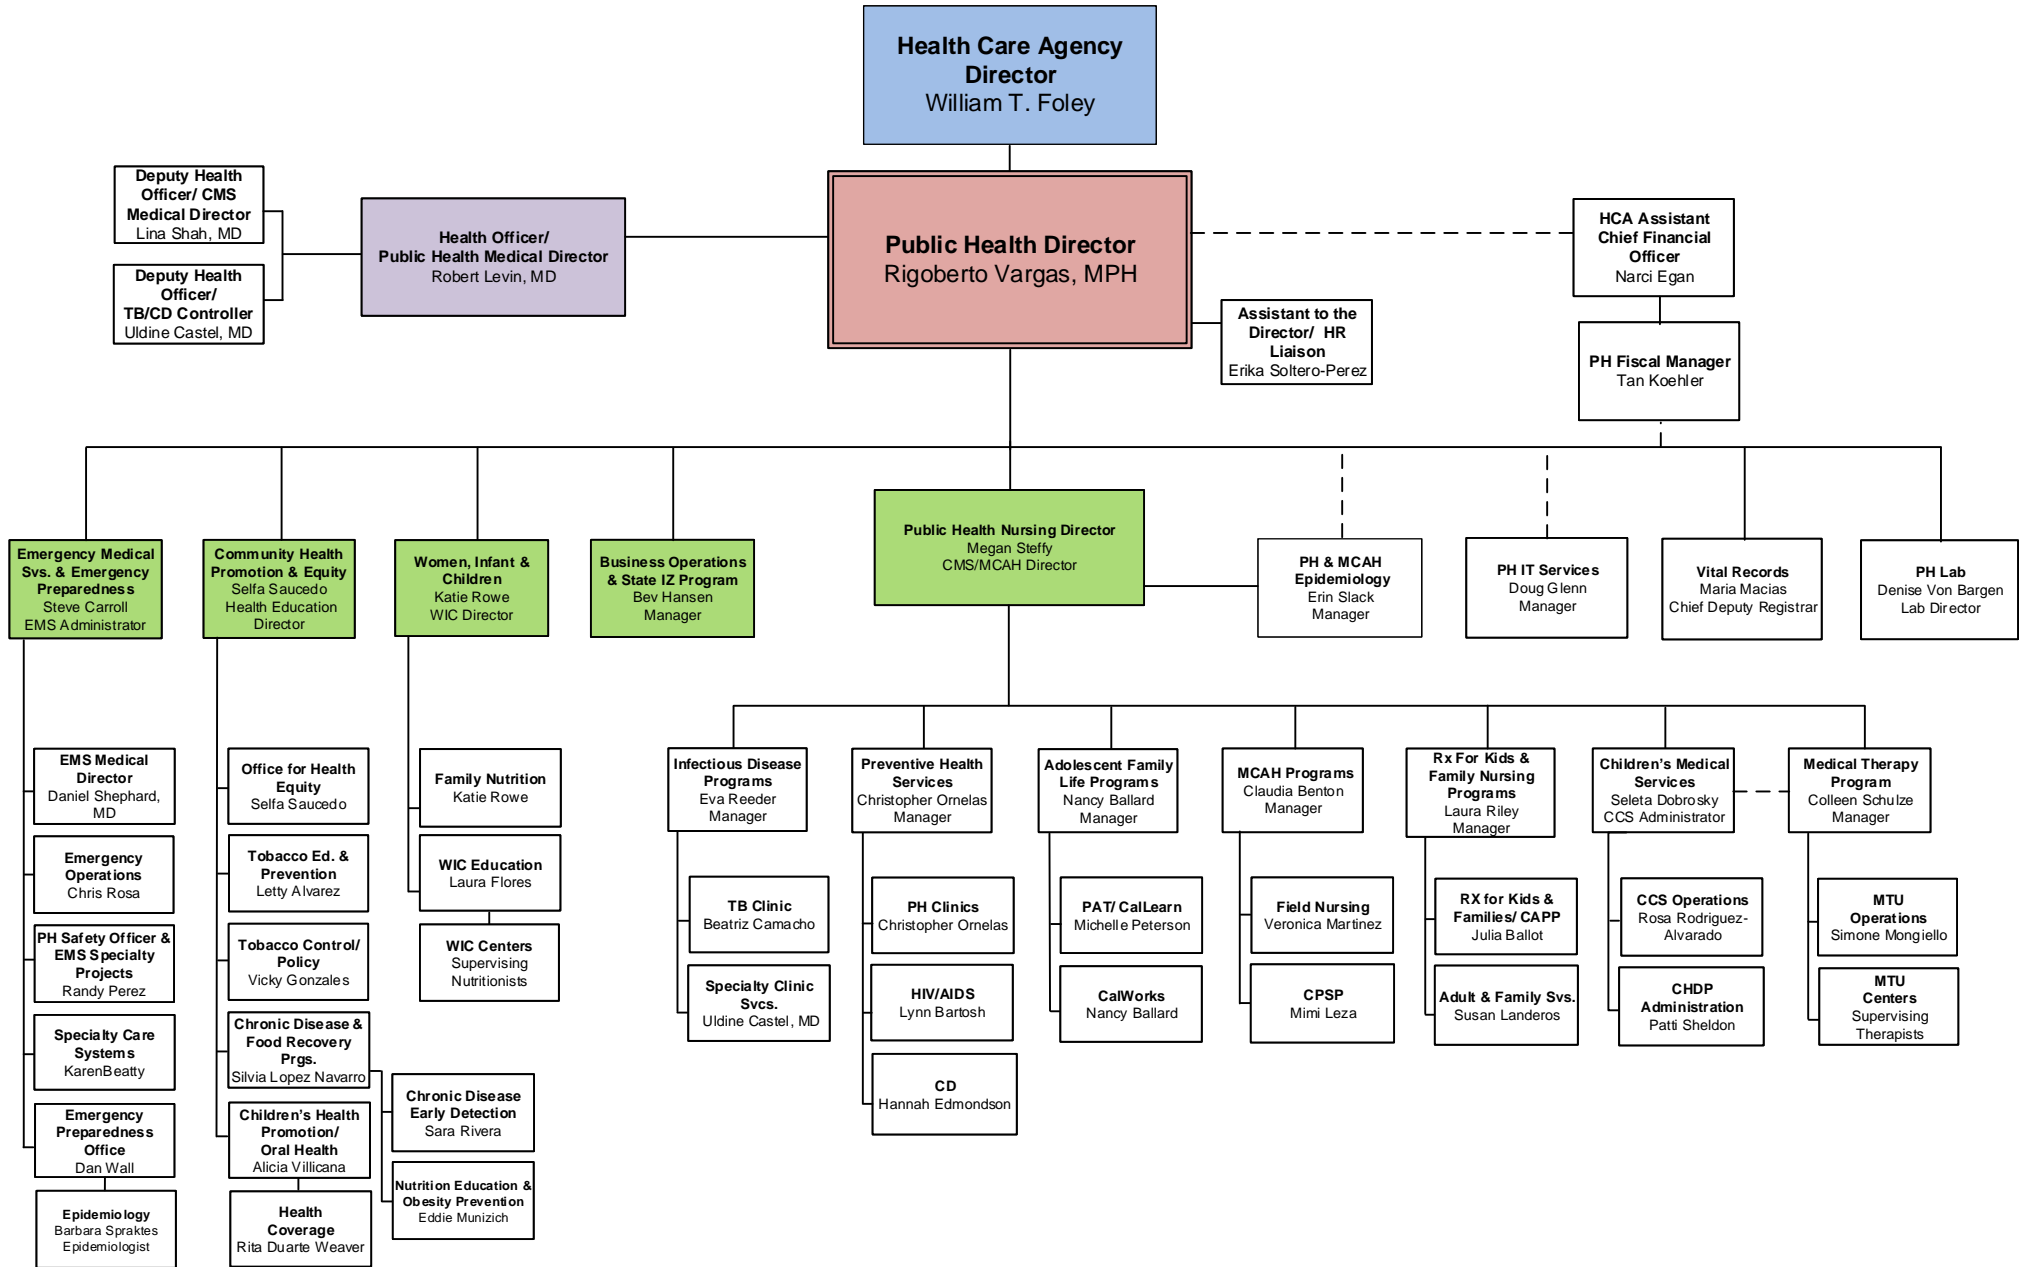 Health Care Agency
Director
William T. Foley
Deputy Health
Officer/ CMS
Medical Director
Lina Shah, MD
Deputy Health
Officer/
TB/CD Controller
Uldine Castel, MD
Health Officer/
Public Health Medical Director
Robert Levin, MD
Public Health Director
Rigoberto Vargas, MPH
Assistant to the
Director/ HR
Liaison
Erika Soltero-Perez
HCA Assistant
Chief Financial
Officer
Narci Egan
PH Fiscal Manager
Tan Koehler
Emergency Medical
Svs. & Emergency
Preparedness
Steve Carroll
EMS Administrator
Community Health
Promotion & Equity
Selfa Saucedo
Health Education
Director
Women, Infant &
Children
Katie Rowe
WIC Director
Business Operations
& State IZ Program
Bev Hansen
Manager
Public Health Nursing Director
Megan Steffy
CMS/MCAH Director
PH & MCAH
Epidemiology
Erin Slack
Manager
PH IT Services
Doug Glenn
Manager
Vital Records
Maria Macias
Chief Deputy Registrar
PH Lab
Denise Von Bargen
Lab Director
EMS Medical
Director
Daniel Shephard,
MD
Emergency
Operations
Chris Rosa
PH Safety Officer &
EMS Specialty
Projects
Randy Perez
Specialty Care
Systems
KarenBeatty
Emergency
Preparedness
Office
Dan Wall
Epidemiology
Barbara Spraktes
Epidemiologist
Office for Health
Equity
Selfa Saucedo
Tobacco Ed. &
Prevention
Letty Alvarez
Tobacco Control/
Policy
Vicky Gonzales
Chronic Disease &
Food Recovery
Prgs.
Silvia Lopez Navarro
Children's Health
Promotion/
Oral Health
Alicia Villicana
Health
Coverage
Rita Duarte Weaver
Chronic Disease
Early Detection
Sara Rivera
Nutrition Education &
Obesity Prevention
Eddie Munizich
Family Nutrition
Katie Rowe
WIC Education
Laura Flores
WIC Centers
Supervising
Nutritionists
Infectious Disease
Programs
Eva Reeder
Manager
TB Clinic
Beatriz Camacho
Specialty Clinic
Svcs.
Uldine Castel, MD
Preventive Health
Services
Christopher Ornelas
Manager
PH Clinics
Christopher Ornelas
HIV/AIDS
Lynn Bartosh
CD
Hannah Edmondson
Adolescent Family
Life Programs
Nancy Ballard
Manager
PAT/ CalLearn
Michelle Peterson
CalWorks
Nancy Ballard
MCAH Programs
Claudia Benton
Manager
Field Nursing
Veronica Martinez
CPSP
Mimi Leza
Rx For Kids &
Family Nursing
Programs
Laura Riley
Manager
RX for Kids &
Families/ CAPP
Julia Ballot
Adult & Family Svs.
Susan Landeros
Children's Medical
Services
Seleta Dobrosky
CCS Administrator
CCS Operations
Rosa Rodriguez-
Alvarado
CHDP
Administration
Patti Sheldon
Medical Therapy
Program
Colleen Schulze
Manager
MTU
Operations
Simone Mongiello
MTU
Centers
Supervising
Therapists